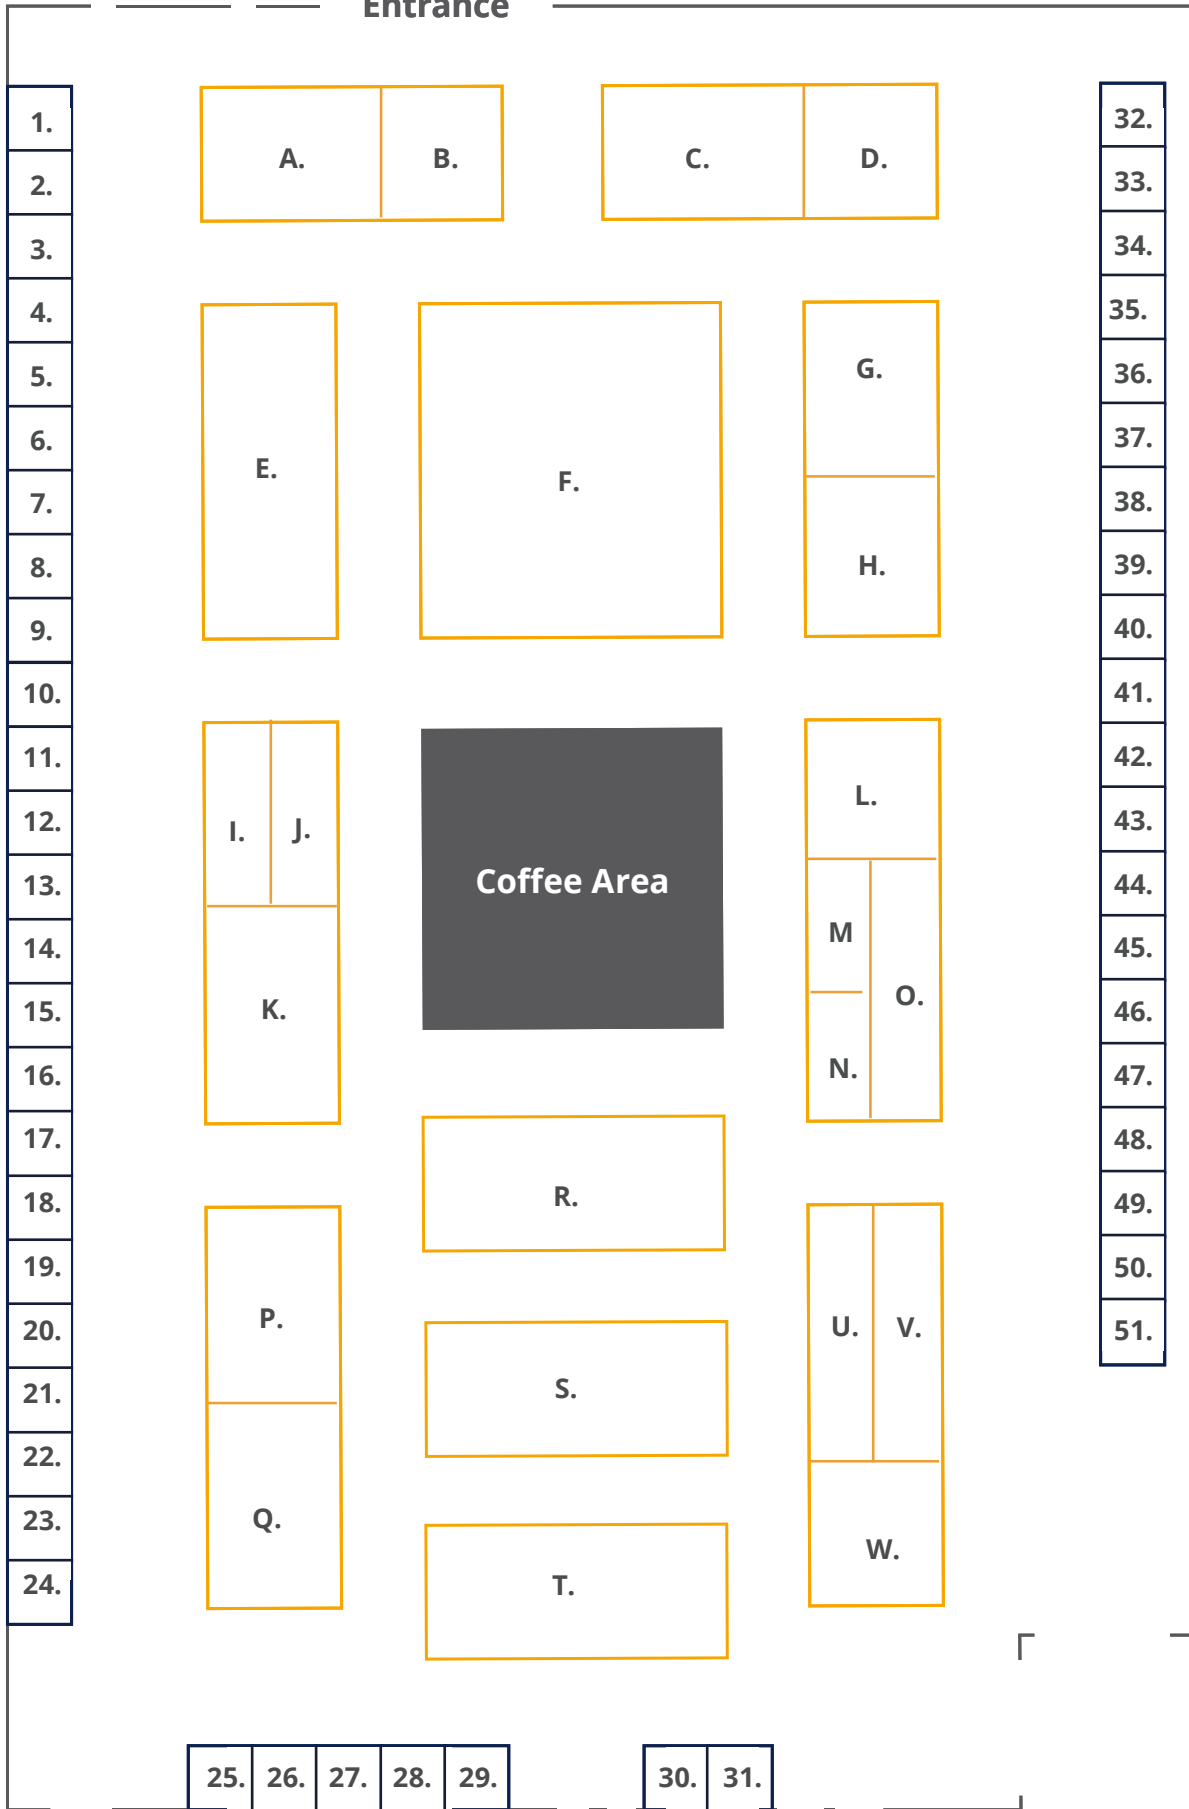 Entrance
1.
2.
3.
4.
5.
6.
7.
8.
9.
10.
11.
12.
13.
14.
15.
16.
17.
18.
19.
20.
21.
22.
23.
24.
A.
B.
C.
D.
E.
F.
G.
H.
I.
J.
K.
Coffee Area
L.
M
N.
O.
P.
Q.
R.
S.
T.
U.
V.
W.
25.
26.
27.
28.
29.
30.
31.
32.
33.
34.
35.
36.
37.
38.
39.
40.
41.
42.
43.
44.
45.
46.
47.
48.
49.
50.
51.